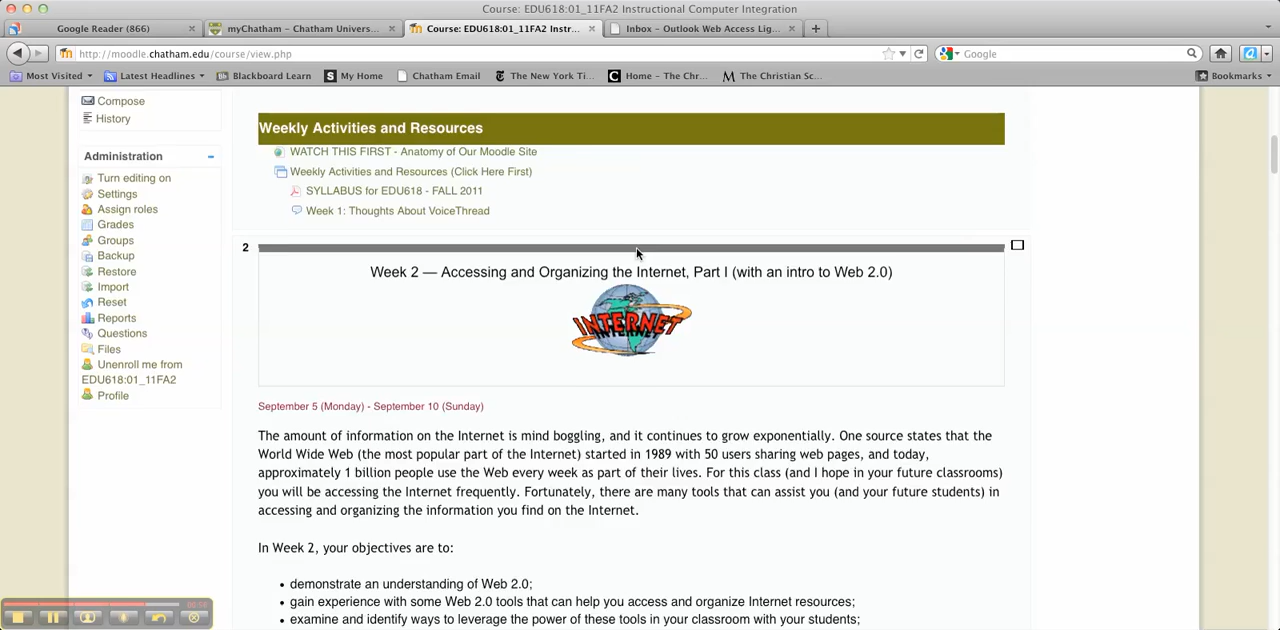 Course: EDU618:01_11FA2 Instructional Computer Integration
Google Reader (866)
myChatham – Chatham Univers...
Course: EDU618:01_11FA2 Instr...
Inbox – Outlook Web Access Lig...
http://moodle.chatham.edu/course/view.php
Google
Most Visited
Latest Headlines
Blackboard Learn
My Home
Chatham Email
The New York Ti...
Home – The Chr...
The Christian Sc...
Bookmarks
Compose
History
Administration
Turn editing on
Settings
Assign roles
Grades
Groups
Backup
Restore
Import
Reset
Reports
Questions
Files
Unenroll me from
EDU618:01_11FA2
Profile
Weekly Activities and Resources
WATCH THIS FIRST - Anatomy of Our Moodle Site
Weekly Activities and Resources (Click Here First)
SYLLABUS for EDU618 - FALL 2011
Week 1: Thoughts About VoiceThread
2
Week 2 — Accessing and Organizing the Internet, Part I (with an intro to Web 2.0)
INTERNET
September 5 (Monday) - September 10 (Sunday)
The amount of information on the Internet is mind boggling, and it continues to grow exponentially. One source states that the
World Wide Web (the most popular part of the Internet) started in 1989 with 50 users sharing web pages, and today,
approximately 1 billion people use the Web every week as part of their lives. For this class (and I hope in your future classrooms)
you will be accessing the Internet frequently. Fortunately, there are many tools that can assist you (and your future students) in
accessing and organizing the information you find on the Internet.
In Week 2, your objectives are to:
• demonstrate an understanding of Web 2.0;
• gain experience with some Web 2.0 tools that can help you access and organize Internet resources;
• examine and identify ways to leverage the power of these tools in your classroom with your students;